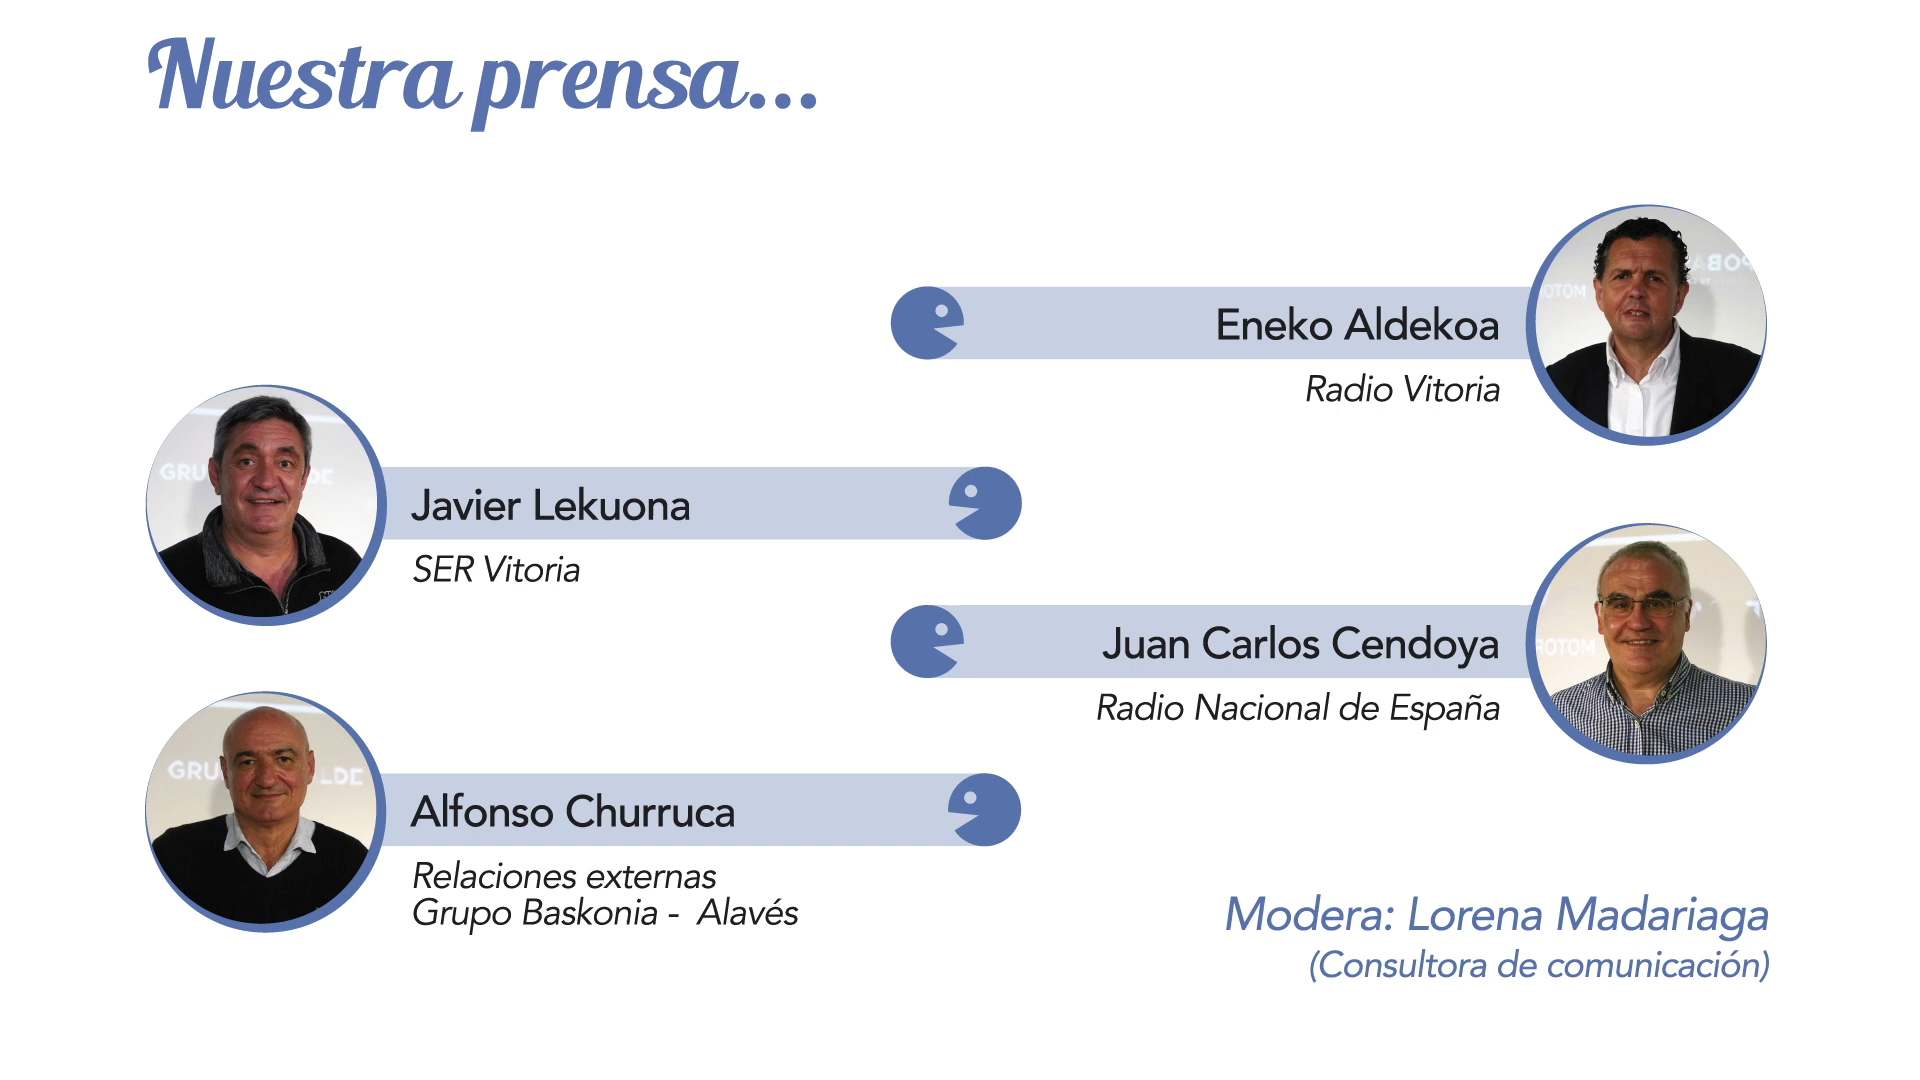 Nuestra prensa...
Eneko Aldekoa
Radio Vitoria
Javier Lekuona
SER Vitoria
Juan Carlos Cendoya
Radio Nacional de España
Alfonso Churruca
Relaciones externas
Grupo Baskonia - Alavés
Modera: Lorena Madariaga
(Consultora de comunicación)